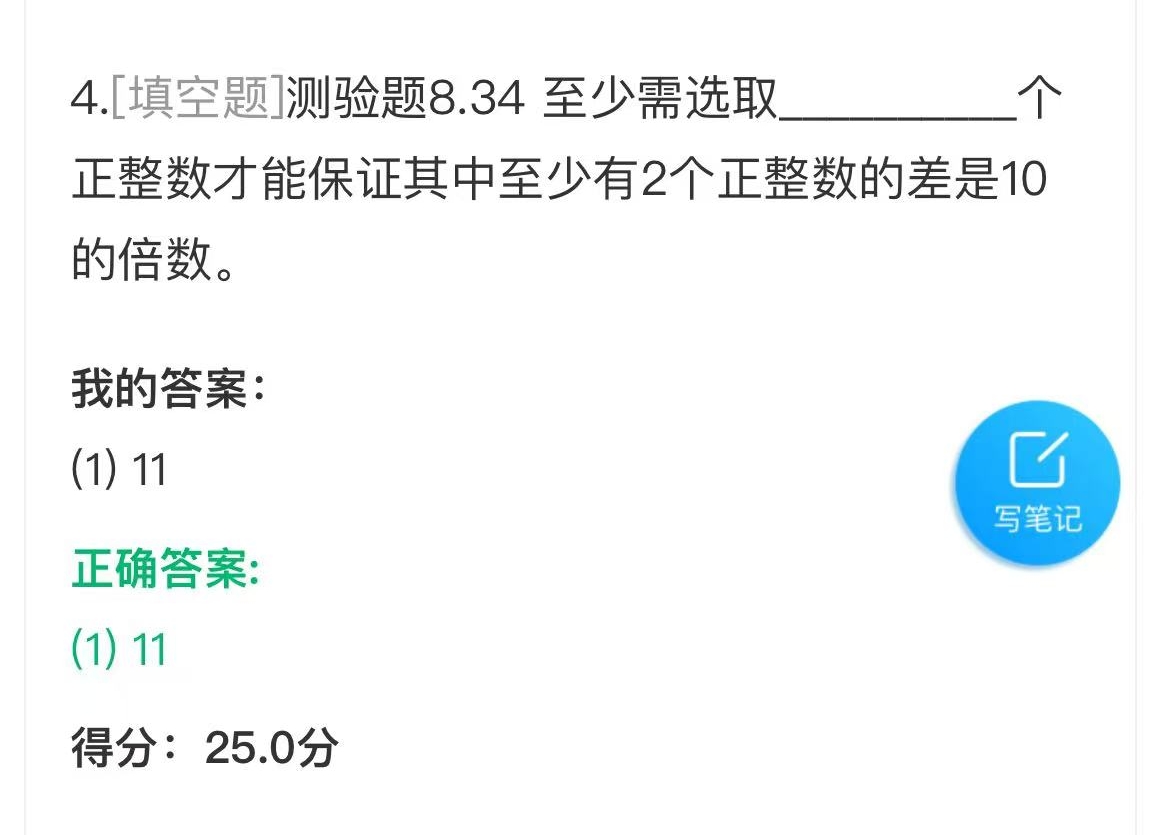 4.[填空题]测验题8.34 至少需选取__________个
正整数才能保证其中至少有2个正整数的差是10
的倍数。
我的答案：
(1) 11
写笔记
正确答案:
(1) 11
得分：25.0分